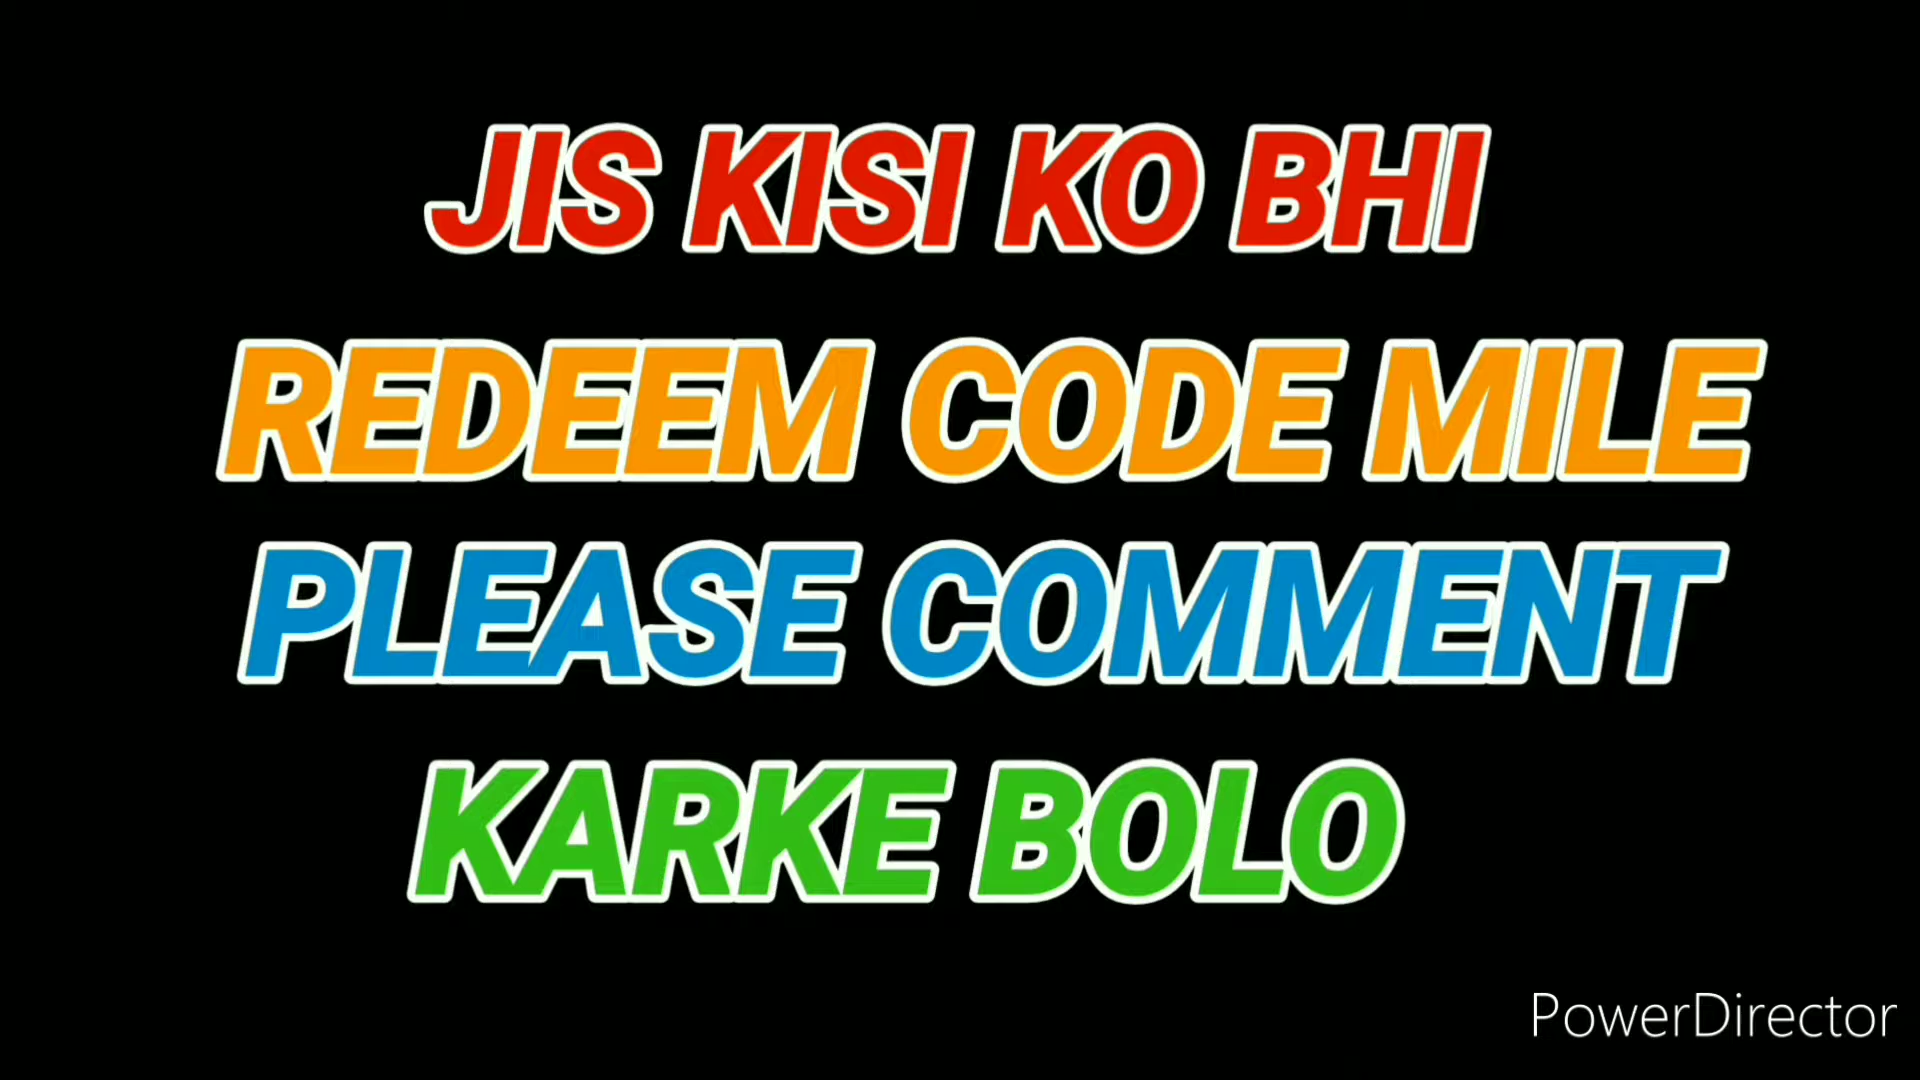 JIS KISI KO BHI
REDEEM CODE MILE
PLEASE COMMENT
KARKE BOLO
PowerDirector